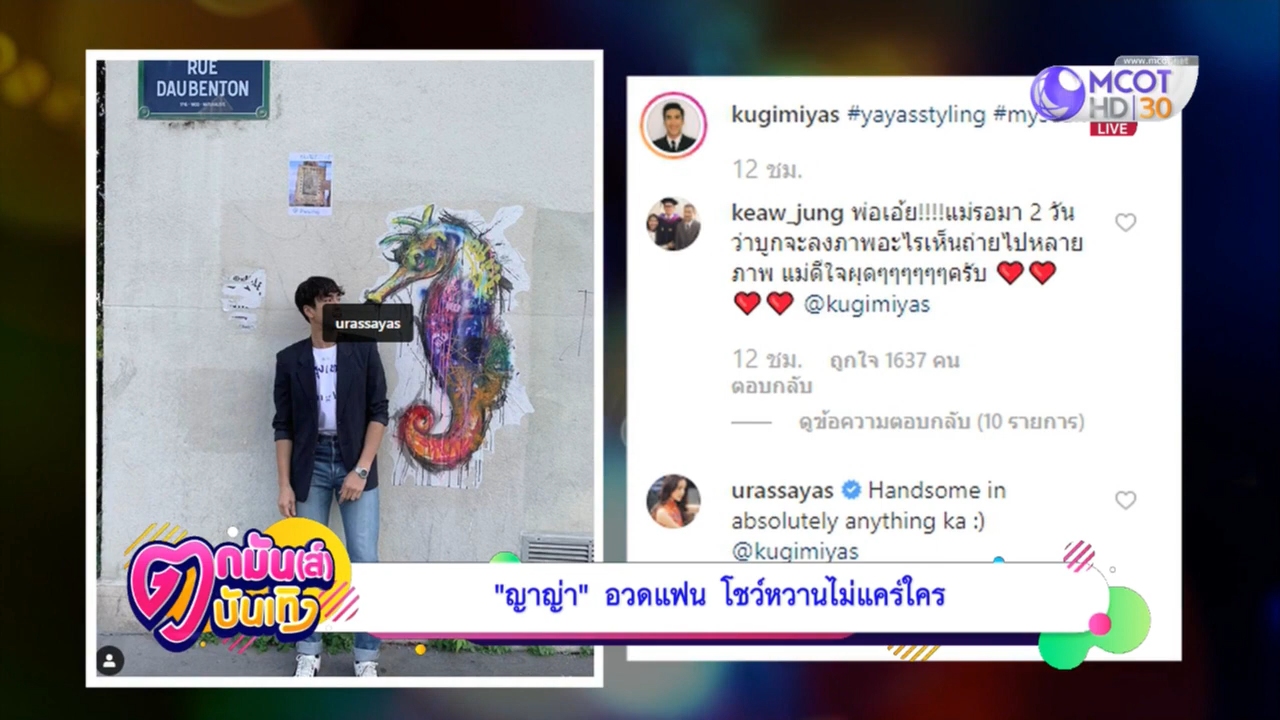 RUE
DAUBENTON
urassayas
kugimiyas #yayasstyling
12 ชม.
keaw_jung พ่อเอ้ย!!!!แม่รอมา 2 วัน
ว่าบูกจะลงภาพอะไรเห็นถ่ายไปหลาย
ภาพ แม่ดีใจผุดๆๆๆๆๆๆครับ ❤️❤️
❤️❤️ @kugimiyas
12 ชม. ถูกใจ 1637 คน
ตอบกลับ
ดูข้อความตอบกลับ (10 รายการ)
urassayas Handsome in
absolutely anything ka :)
@kugimiyas
www.mcot.net
MCOT
HD 30
LIVE
ตกมัน(ส์)
บันเทิง
"ญาญ่า" อวดแฟน โชว์หวานไม่แคร์ใคร